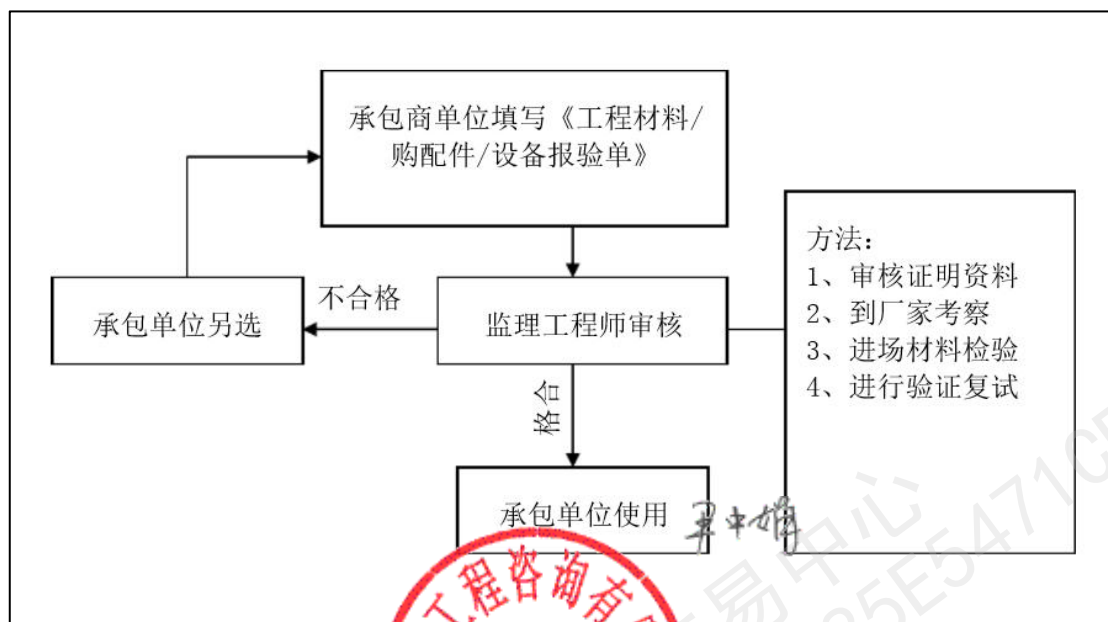 承包商单位填写《工程材料/
购配件/设备报验单》
方法:
1、审核证明资料
2、到厂家考察
3、进场材料检验
4、进行验证复试
承包单位另选
不合格
监理工程师审核
合格
承包单位使用
工程咨询有
易中心
85E5471C